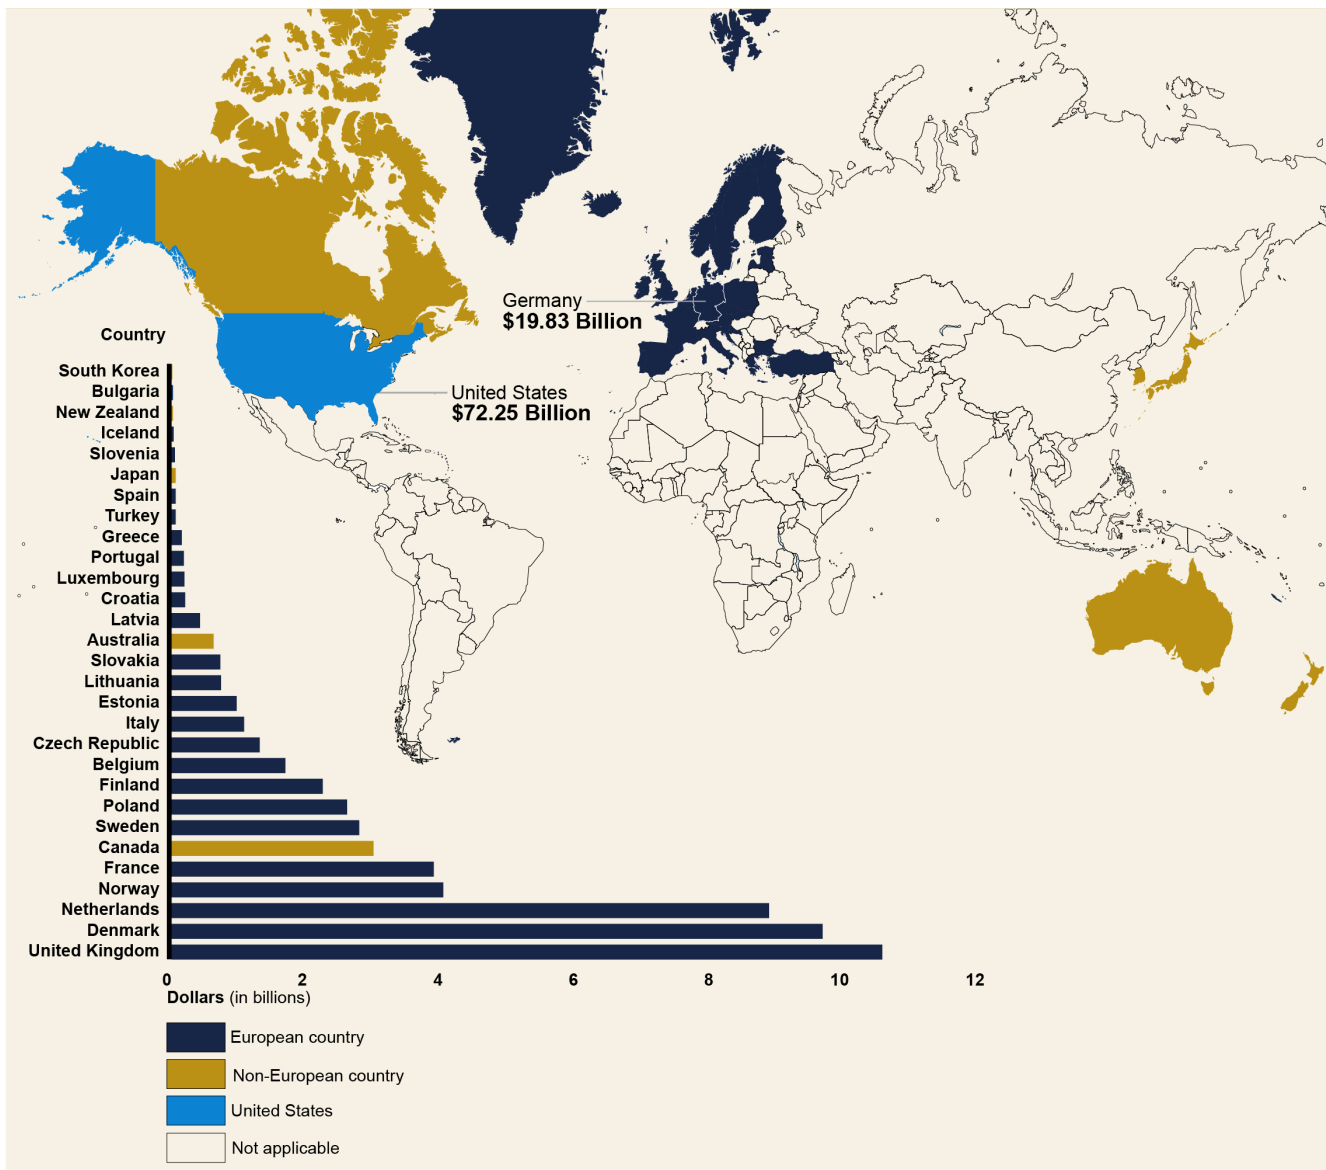 Germany
$19.83 Billion
United States
$72.25 Billion
Country
South Korea
Bulgaria
New Zealand
Iceland
Slovenia
Japan
Spain
Turkey
Greece
Portugal
Luxembourg
Croatia
Latvia
Australia
Slovakia
Lithuania
Estonia
Italy
Czech Republic
Belgium
Finland
Poland
Sweden
Canada
France
Norway
Netherlands
Denmark
United Kingdom
0 2 4 6 8 10 12
Dollars (in billions)
European country
Non-European country
United States
Not applicable